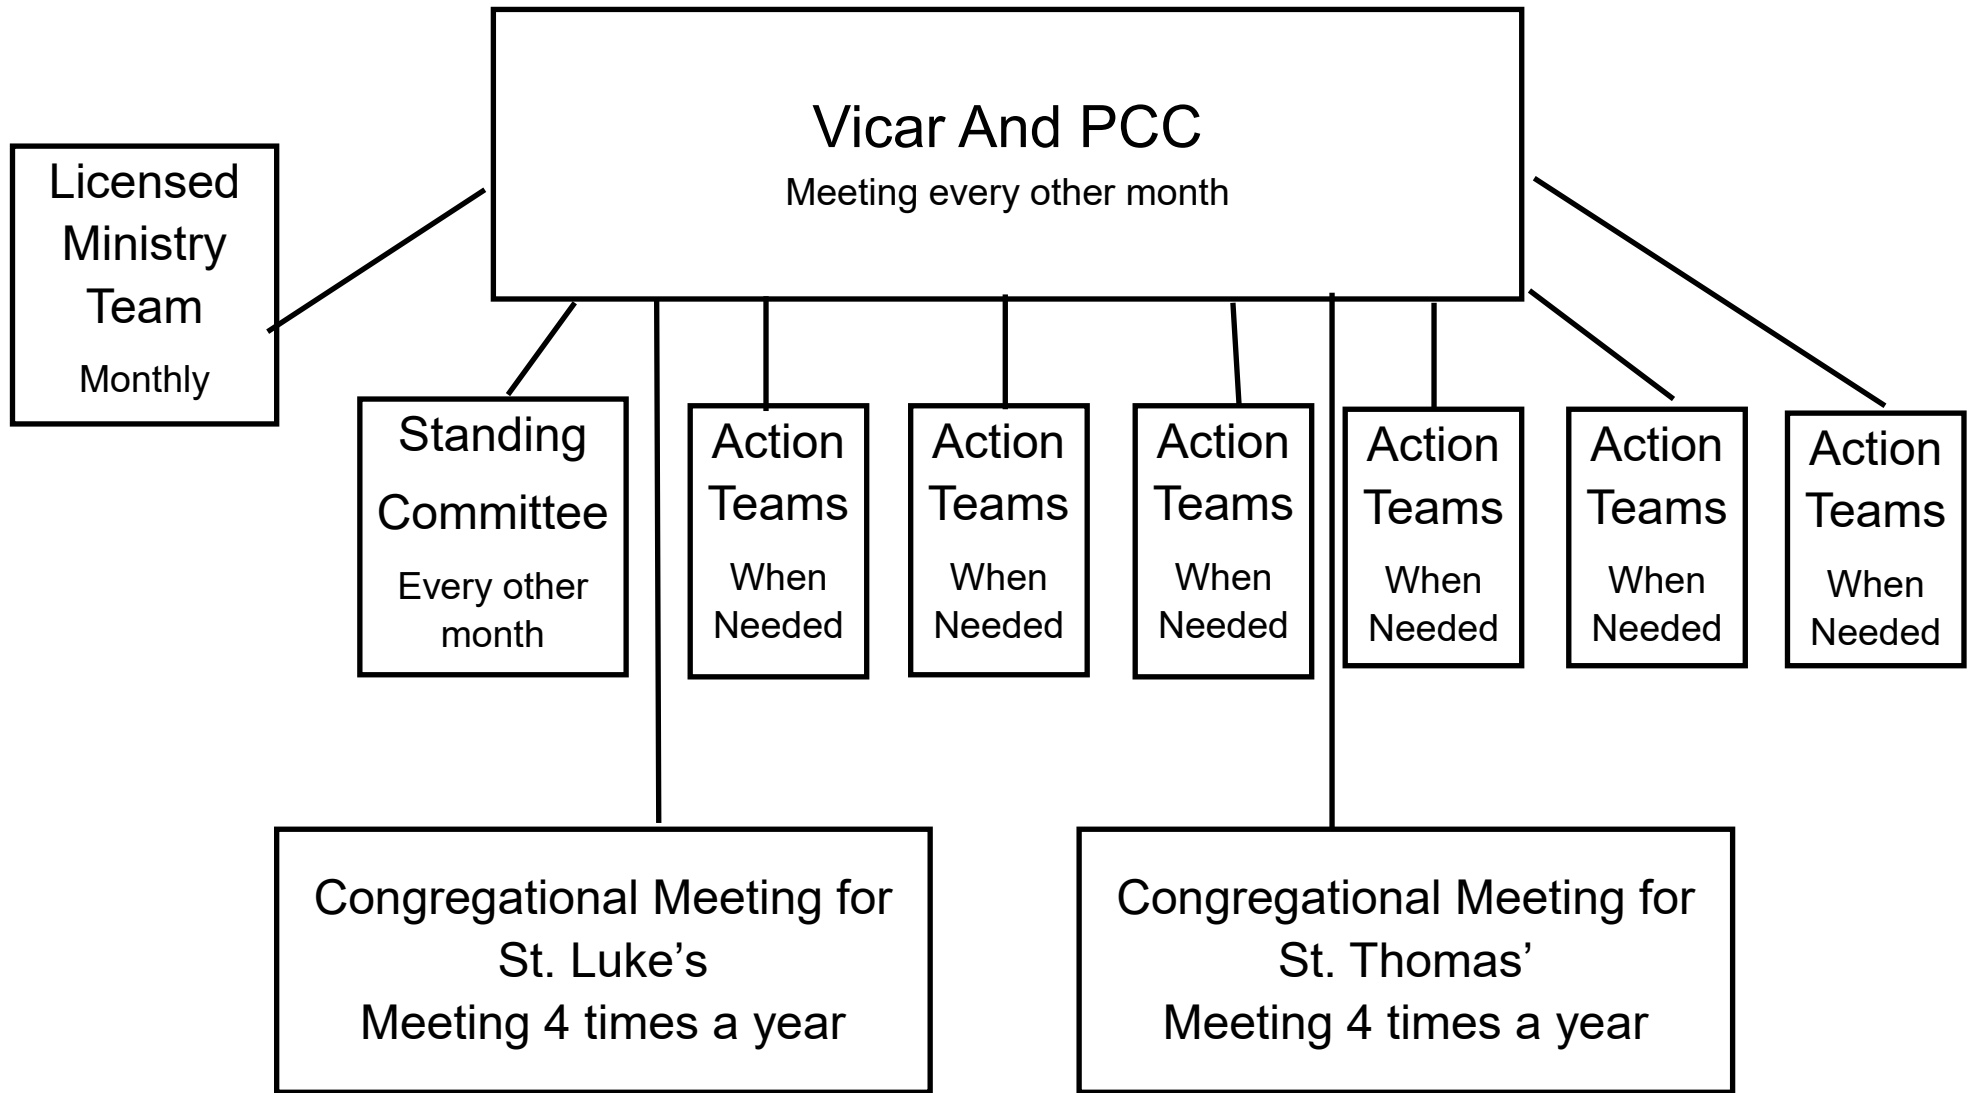 Vicar And PCC
Meeting every other month
Licensed
Ministry
Team
Monthly
Standing
Committee
Every other
month
Action
Teams
When
Needed
Action
Teams
When
Needed
Action
Teams
When
Needed
Action
Teams
When
Needed
Action
Teams
When
Needed
Action
Teams
When
Needed
Congregational Meeting for
St. Luke’s
Meeting 4 times a year
Congregational Meeting for
St. Thomas’
Meeting 4 times a year